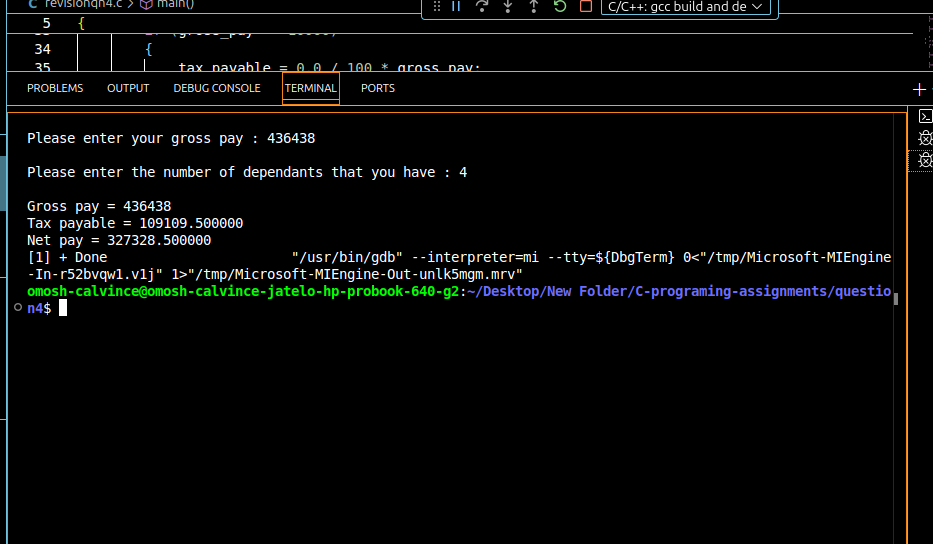 C revisionqn4.c > main()
C/C++: gcc build and de
5 {
34 {
35 tax_payable = 0.0 / 100 * gross_pay;
PROBLEMS OUTPUT DEBUG CONSOLE TERMINAL PORTS
Please enter your gross pay : 436438
Please enter the number of dependants that you have : 4
Gross pay = 436438
Tax payable = 109109.500000
Net pay = 327328.500000
[1] + Done "/usr/bin/gdb" --interpreter=mi --tty=${DbgTerm} 0<"/tmp/Microsoft-MIEngine
-In-r52bvqw1.v1j" 1>"/tmp/Microsoft-MIEngine-Out-unlk5mgm.mrv"
omosh-calvince@omosh-calvince-jatelo-hp-probook-640-g2:~/Desktop/New Folder/C-programing-assignments/questio
n4$